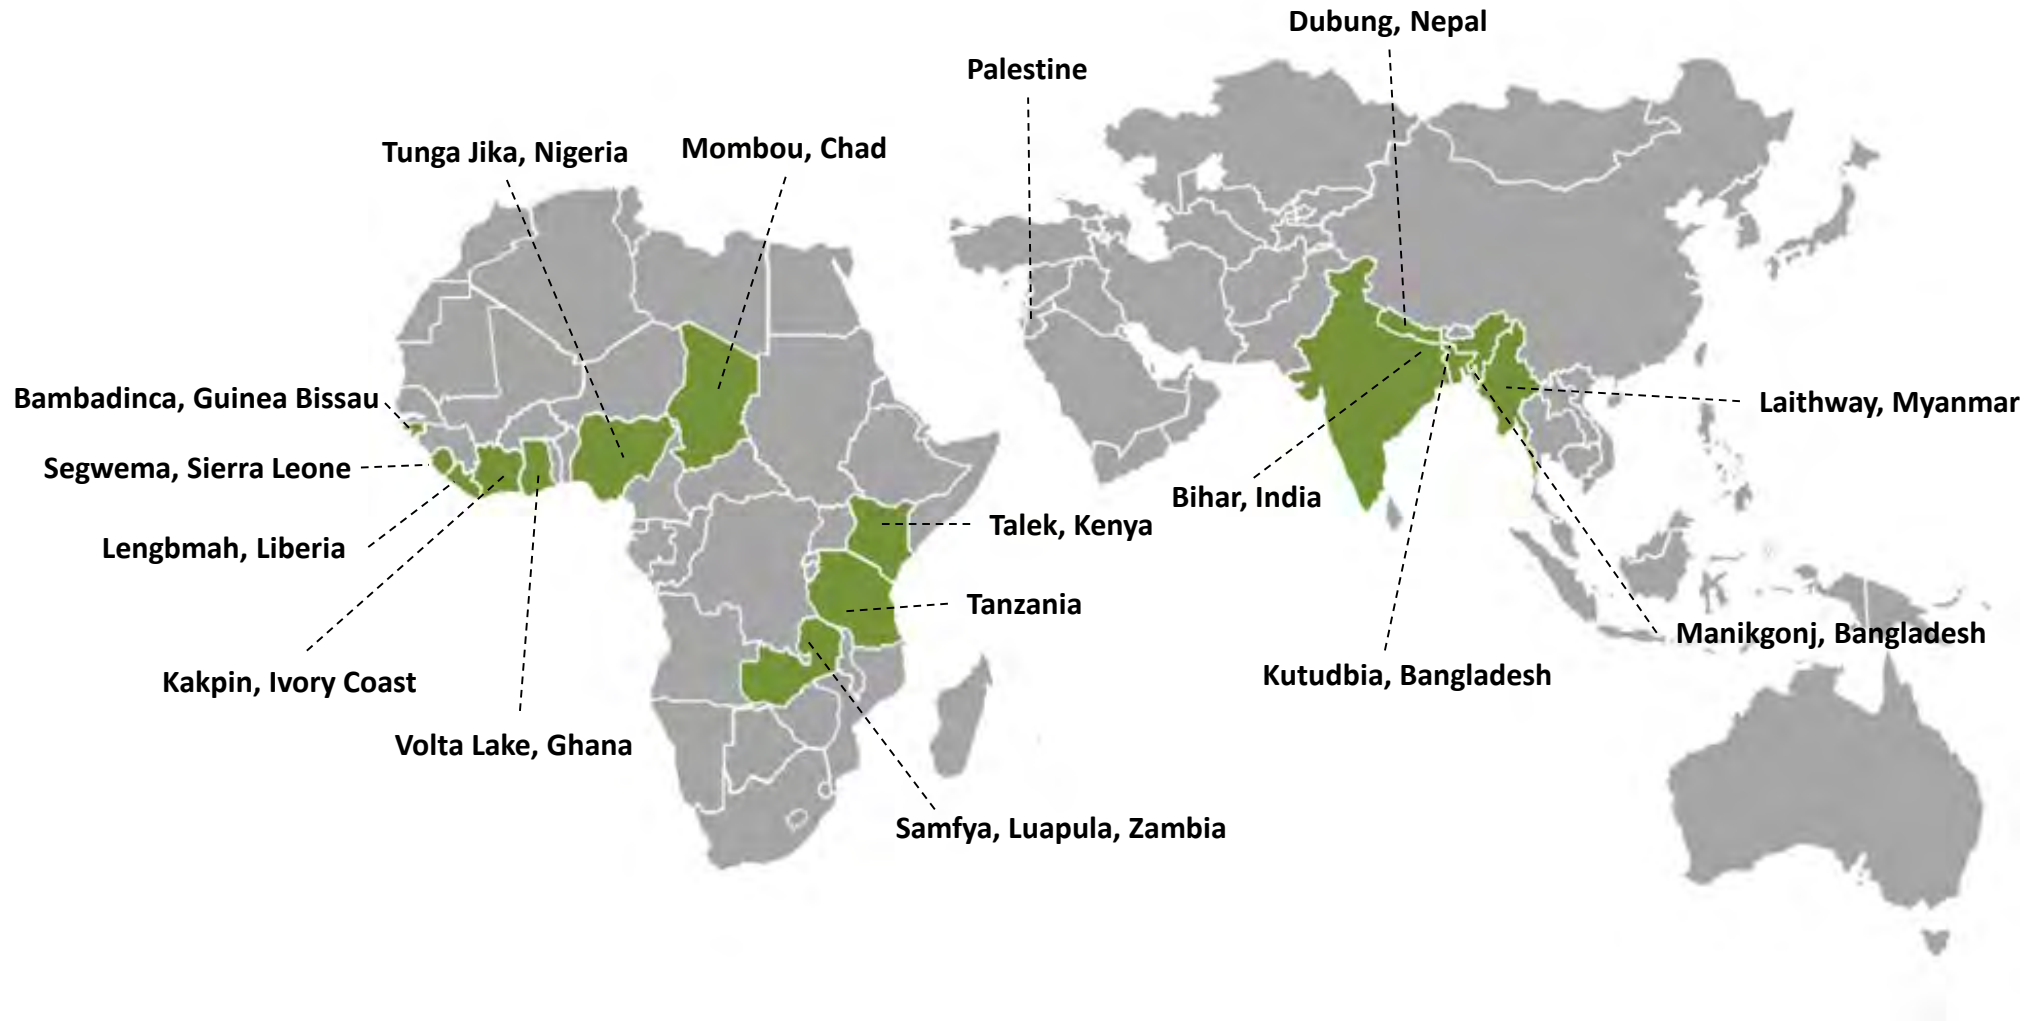 Dubung, Nepal
Palestine
Tunga Jika, Nigeria
Mombou, Chad
Bambadinca, Guinea Bissau
Laithway, Myanmar
Segwema, Sierra Leone
Bihar, India
Talek, Kenya
Lengbmah, Liberia
Tanzania
Manikgonj, Bangladesh
Kutudbia, Bangladesh
Kakpin, Ivory Coast
Volta Lake, Ghana
Samfya, Luapula, Zambia